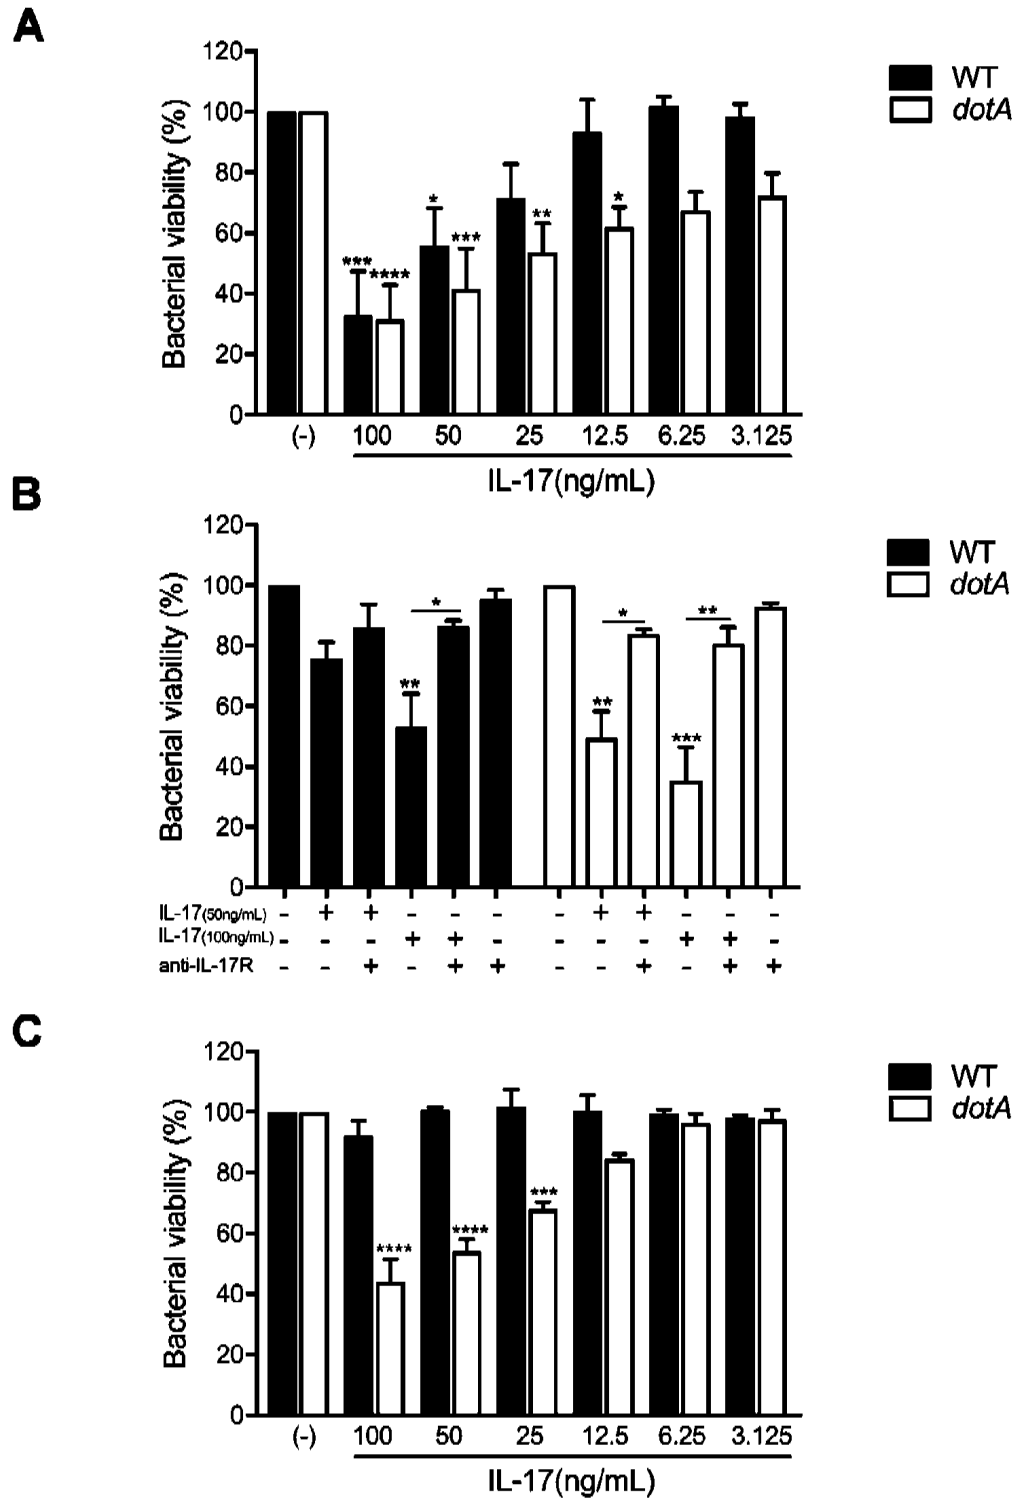 A
120
100
80
60
40
20
0
Bacterial viability (%)
WT
dotA
* ** *
*** **** ***
(-) 100 50 25 12.5 6.25 3.125
IL-17(ng/mL)
B
120
100
80
60
40
20
0
Bacterial viability (%)
WT
dotA
* * **
** ** ***
IL-17(50ng/mL) - + + - - - - + + - - -
IL-17(100ng/mL) - - - + + - - - - + + -
anti-IL-17R - - + - + + - - + - + +
C
120
100
80
60
40
20
0
Bacterial viability (%)
WT
dotA
**** **** ***
(-) 100 50 25 12.5 6.25 3.125
IL-17(ng/mL)